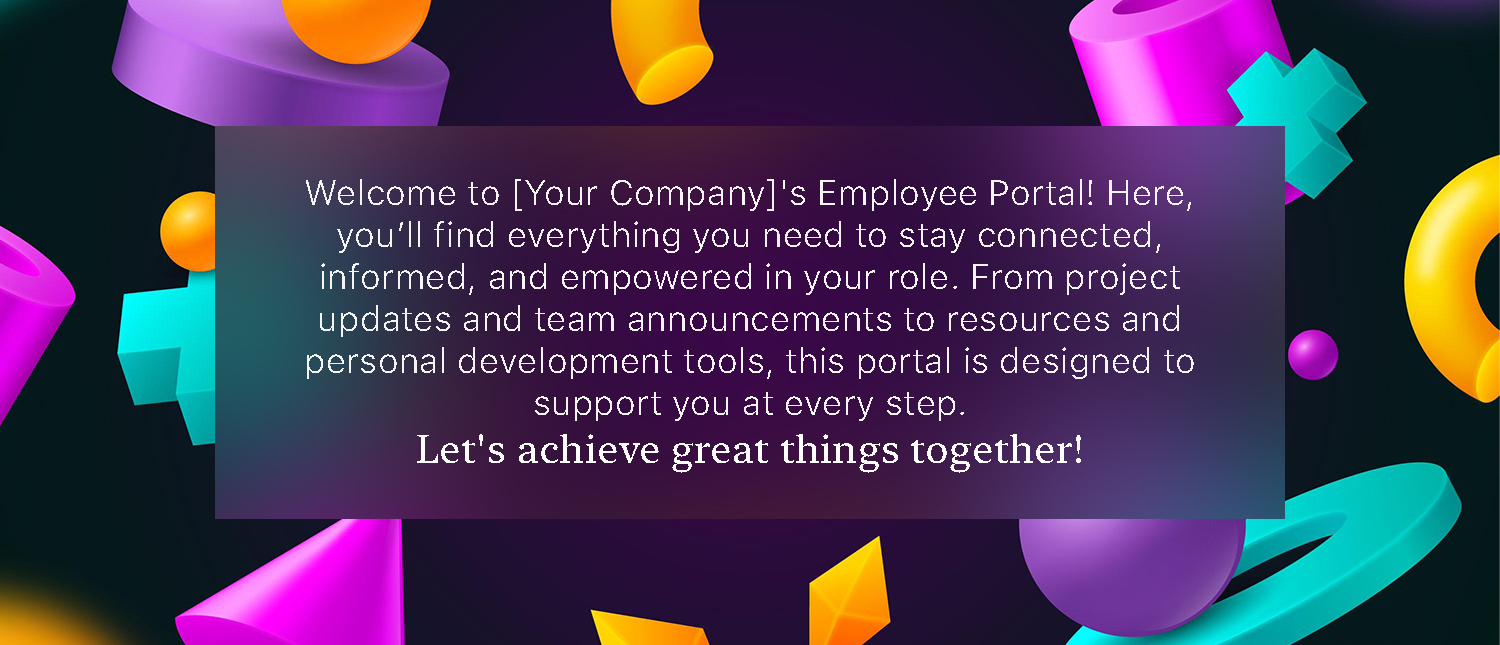 Welcome to [Your Company]'s Employee Portal! Here,
you’ll find everything you need to stay connected,
informed, and empowered in your role. From project
updates and team announcements to resources and
personal development tools, this portal is designed to
support you at every step.
Let's achieve great things together!